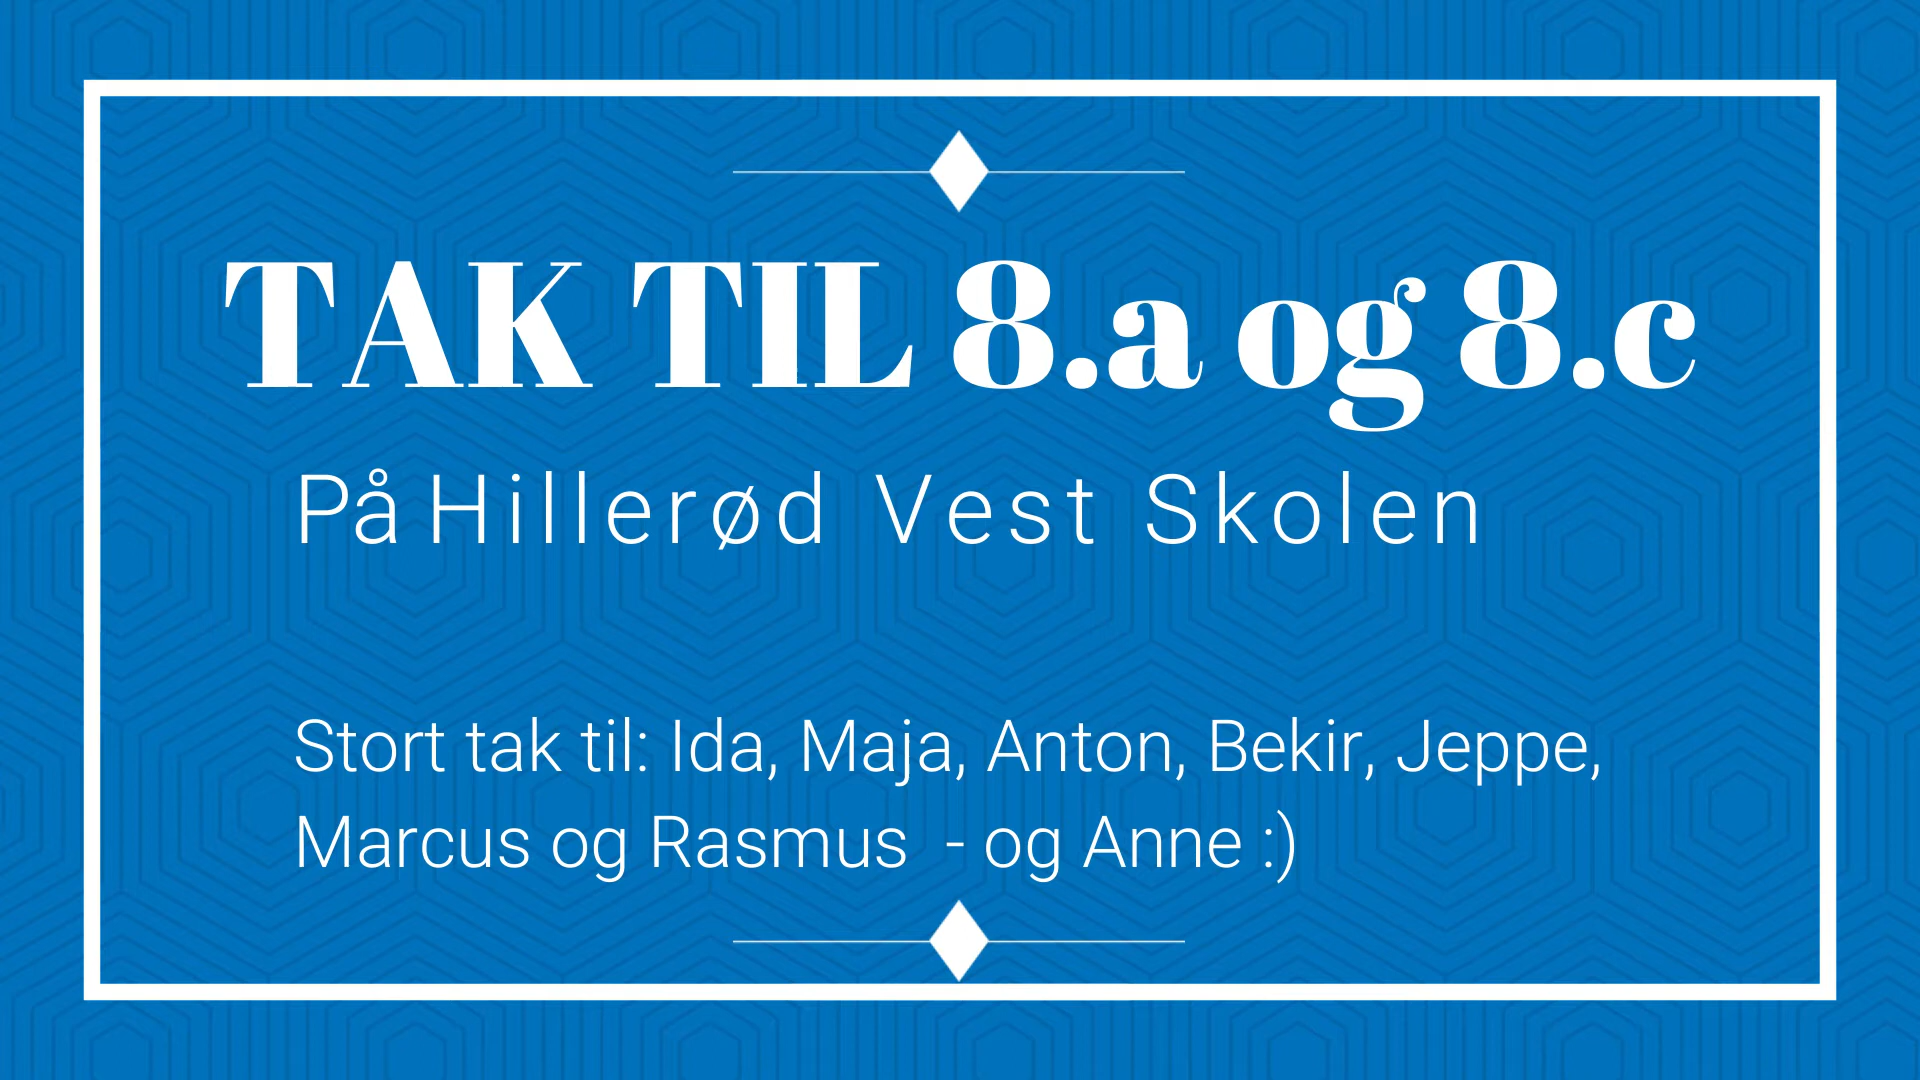 TAK TIL 8.a og 8.c
På Hillerød Vest Skolen
Stort tak til: Ida, Maja, Anton, Bekir, Jeppe,
Marcus og Rasmus  - og Anne :)